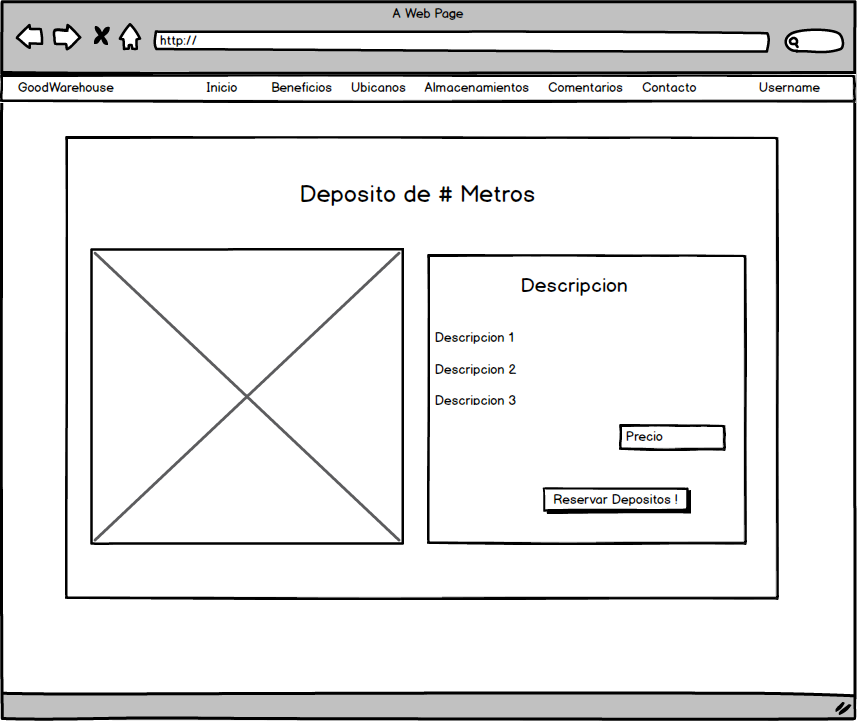 A Web Page
http://
GoodWarehouse Inicio Beneficios Ubicanos Almacenamientos Comentarios Contacto Username
Deposito de # Metros
Descripcion
Descripcion 1
Descripcion 2
Descripcion 3
Precio
Reservar Depositos !